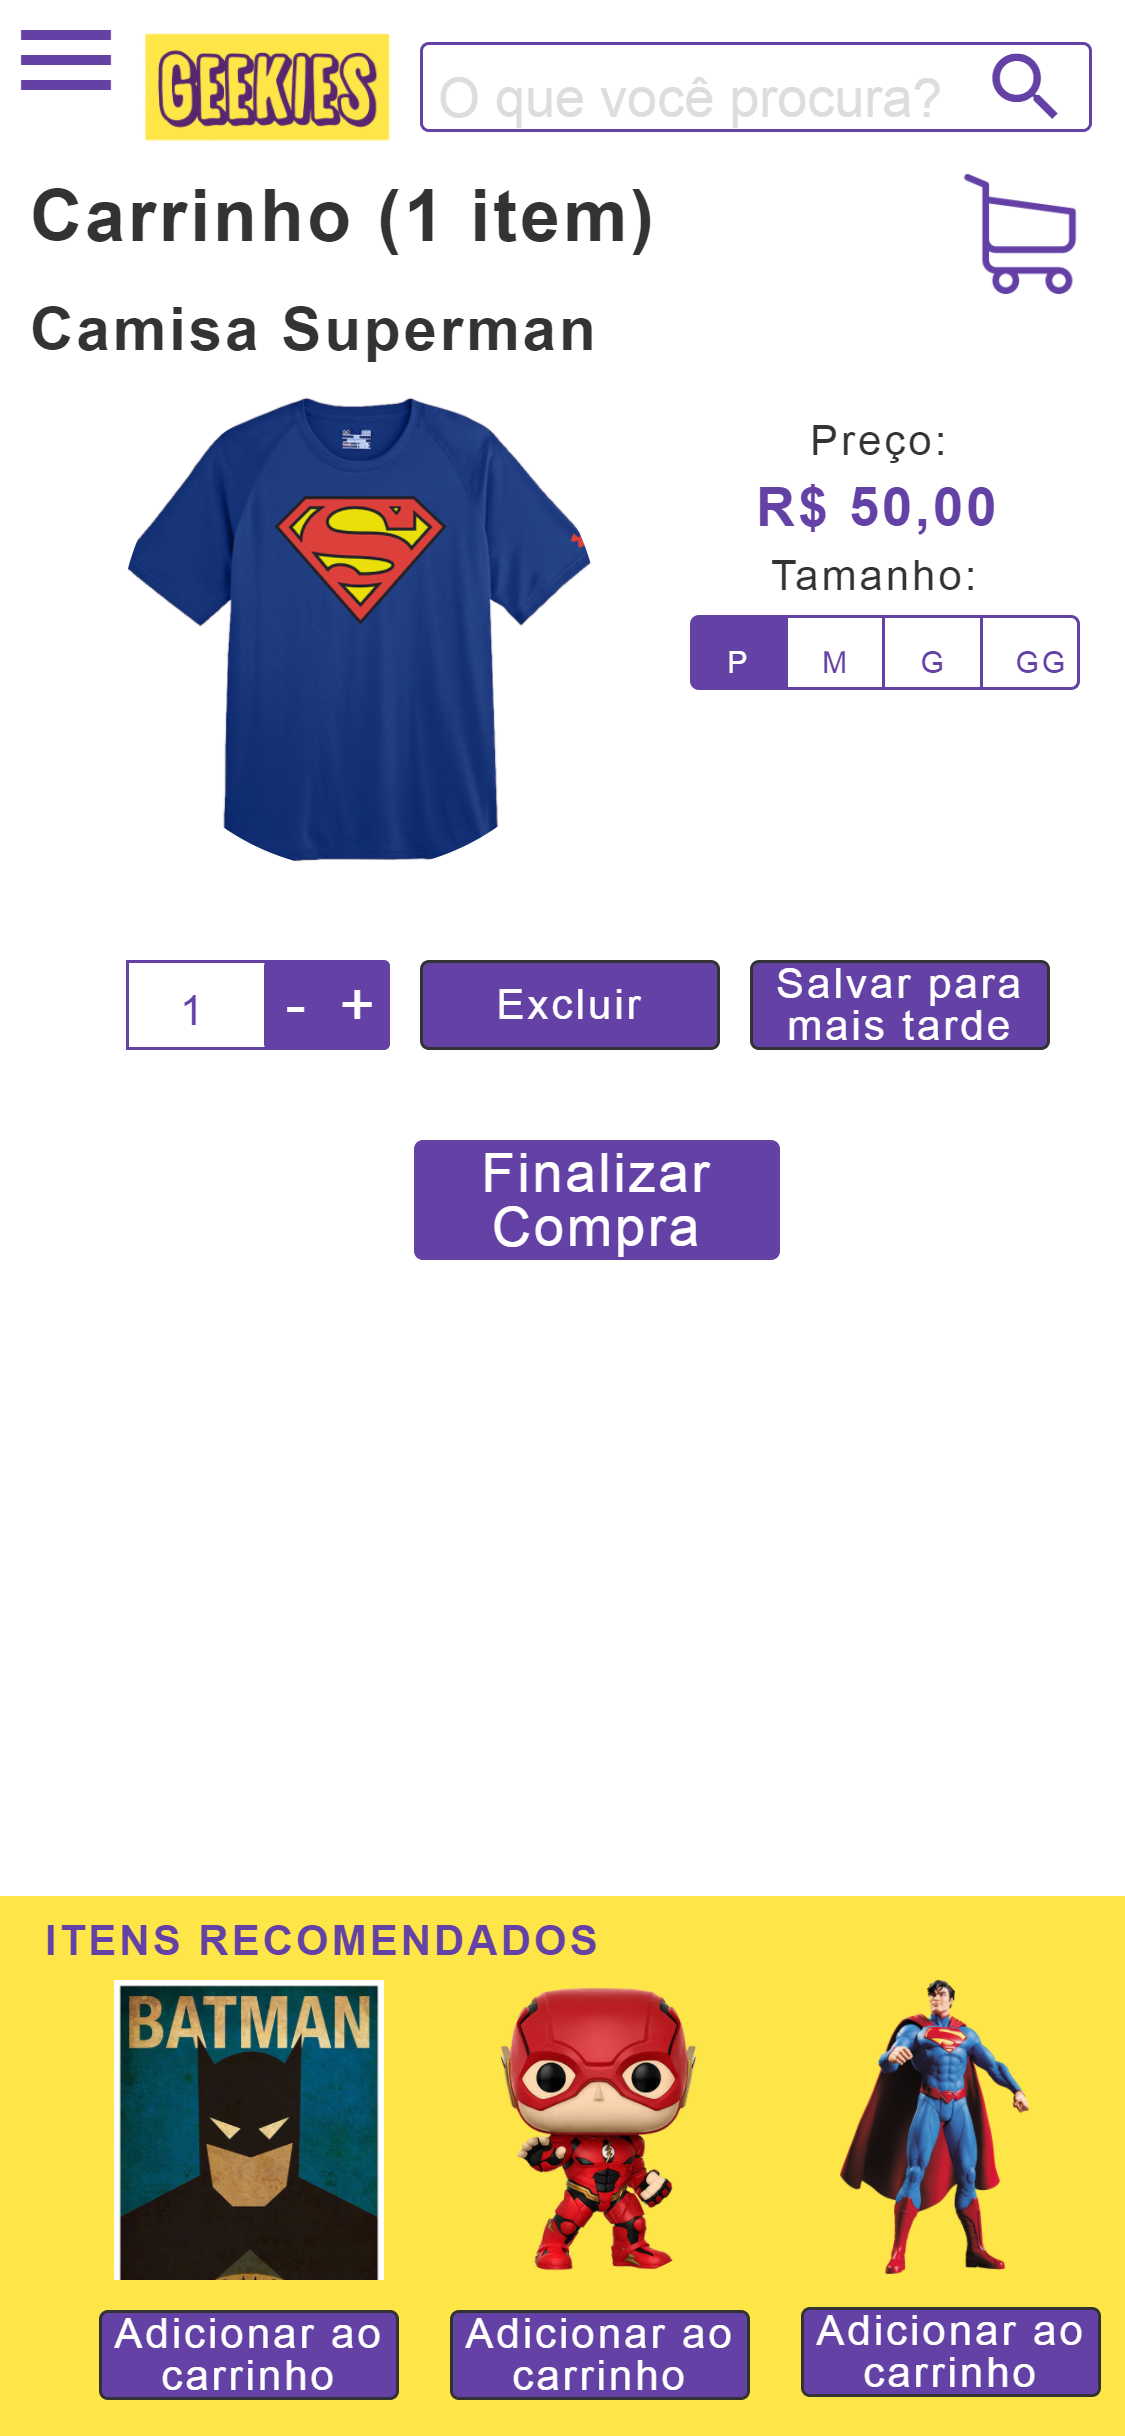 GEEKIES
O que você procura?
Carrinho (1 item)
Camisa Superman
Preço:
R$ 50,00
Tamanho:
P M G GG
1 - +
Excluir
Salvar para
mais tarde
Finalizar
Compra
ITENS RECOMENDADOS
BATMAN
Adicionar ao
carrinho
Adicionar ao
carrinho
Adicionar ao
carrinho